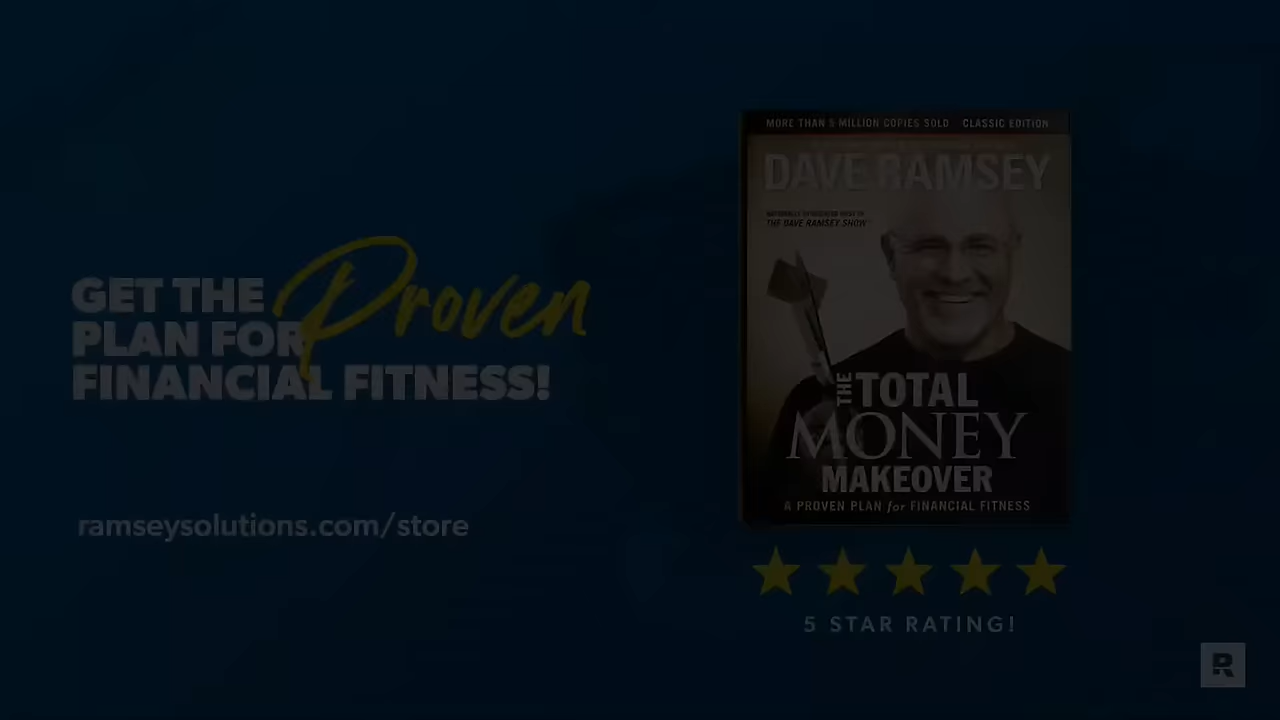 GET THE Proven
PLAN FOR
FINANCIAL FITNESS!
ramseysolutions.com/store
MORE THAN 5 MILLION COPIES SOLD CLASSIC EDITION
DAVE RAMSEY
THE DAVE RAMSEY SHOW
THE TOTAL
MONEY
MAKEOVER
A PROVEN PLAN for FINANCIAL FITNESS
5 STAR RATING!
R